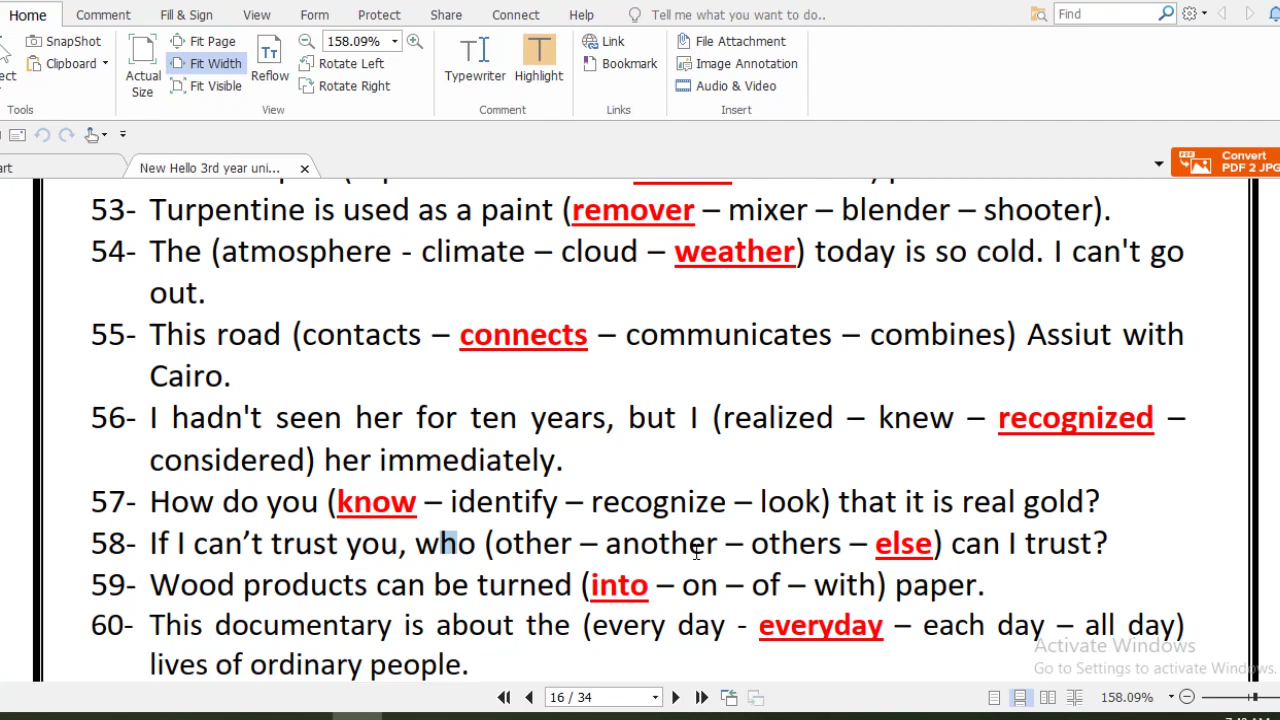 Home Comment Fill & Sign View Form Protect Share Connect Help Tell me what you want to do.. Find
SnapShot Fit Page 158.09% Fit Width Rotate Left Link File Attachment
Clipboard Actual Size Reflow Typewriter Highlight Bookmark Image Annotation
Fit Visible Rotate Right Audio & Video
Tools View Comment Links Insert
New Hello 3rd year uni... Convert
PDF 2 JPG
53- Turpentine is used as a paint (remover – mixer – blender – shooter).
54- The (atmosphere - climate – cloud – weather) today is so cold. I can't go
out.
55- This road (contacts – connects – communicates – combines) Assiut with
Cairo.
56- I hadn't seen her for ten years, but I (realized – knew – recognized –
considered) her immediately.
57- How do you (know – identify – recognize – look) that it is real gold?
58- If I can’t trust you, who (other – another – others – else) can I trust?
59- Wood products can be turned (into – on – of – with) paper.
60- This documentary is about the (every day - everyday – each day – all day)
lives of ordinary people.
Activate Windows
Go to Settings to activate Windows.
16 / 34 158.09%